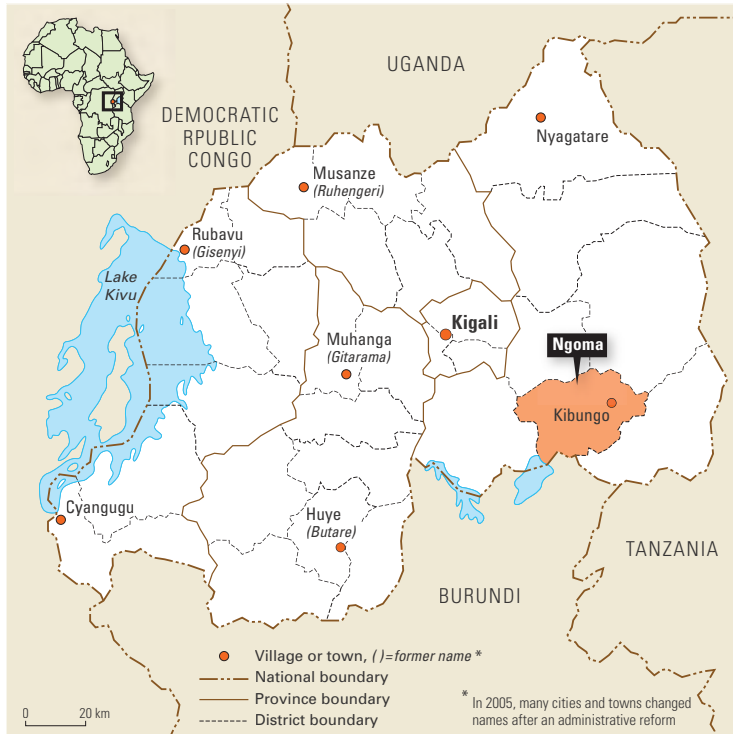 UGANDA
DEMOCRATIC
RPUBLIC
CONGO
Nyagatare
Musanze
(Ruhengeri)
Rubavu
(Gisenyi)
Lake
Kivu
Kigali
Muhanga
(Gitarama)
Ngoma
Kibungo
Cyangugu
Huye
(Butare)
TANZANIA
BURUNDI
Village or town, ( )=former name *
National boundary
Province boundary
District boundary
0 20 km
* In 2005, many cities and towns changed
names after an administrative reform